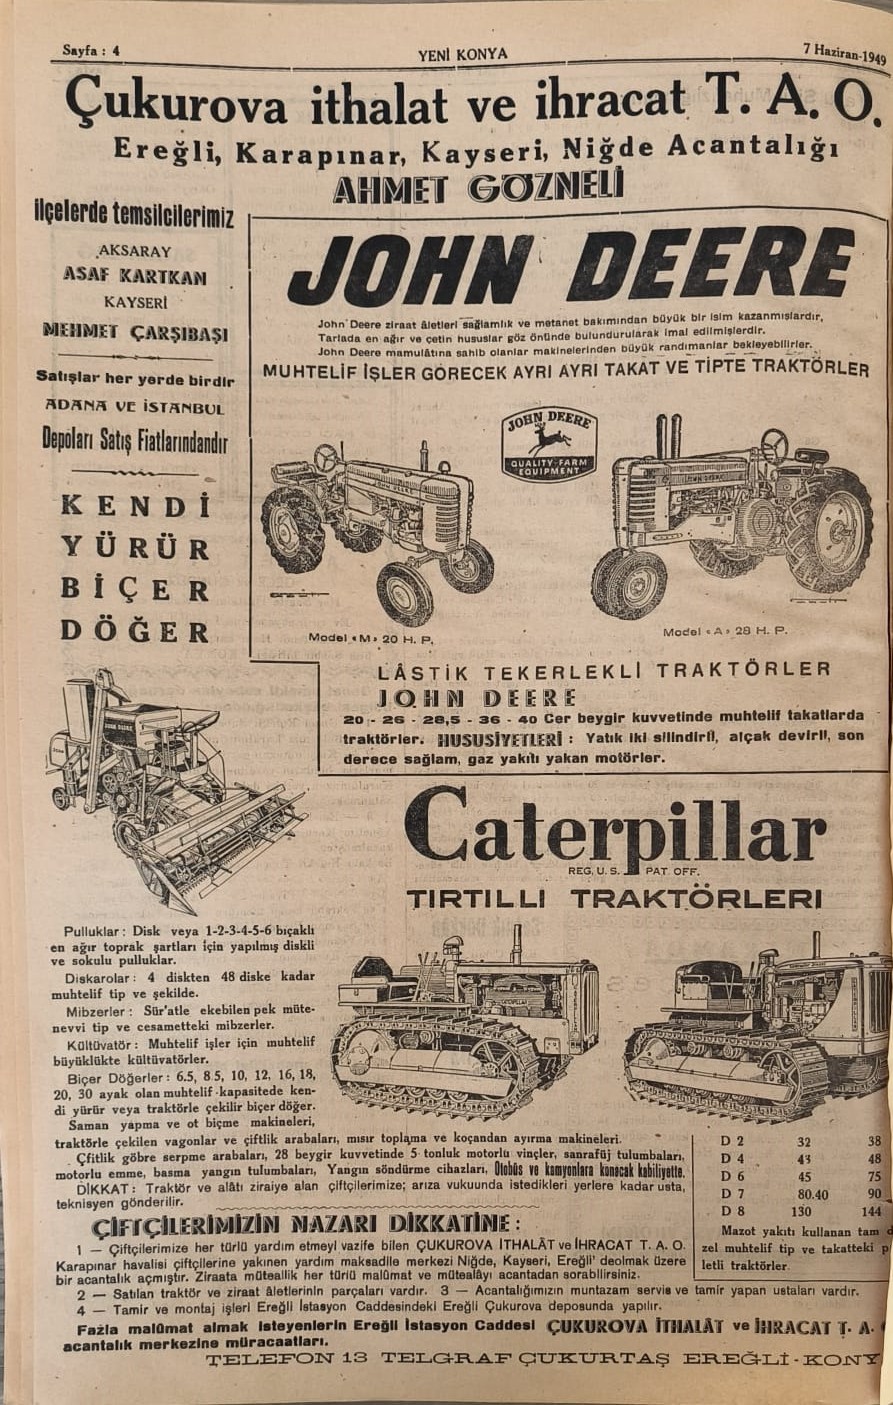 Sayfa : 4
YENİ KONYA
7 Haziran-1949
Çukurova ithalat ve ihracat T. A. O.
Ereğli, Karapınar, Kayseri, Niğde Acantalığı
AHMET GÖZNELİ
ilçelerde temsilcilerimiz
AKSARAY
ASAF KARTKAN
KAYSERİ
MEHMET ÇARŞIBAŞI
Satışlar her yerde birdir
ADANA VE İSTANBUL
Depoları Satış Fiatlarındandır
KENDİ
YÜRÜR
BİÇER
DÖĞER
JOHN DEERE
John Deere ziraat âletleri sağlamlık ve metanet bakımından büyük bir isim kazanmışlardır,
Tarlada en ağır ve çetin hususlar göz önünde bulundurularak imal edilmişlerdir.
John Deere mamulâtına sahib olanlar makinelerinden büyük randımanlar bekleyebilirler.
MUHTELİF İŞLER GÖRECEK AYRI AYRI TAKAT VE TİPTE TRAKTÖRLER
JOHN DEERE
QUALITY FARM
EQUIPMENT
JOHN DEERE
JOHN DEERE
Model «M» 20 H. P.
Model «A» 28 H. P.
LÂSTİK TEKERLEKLİ TRAKTÖRLER
JOHN DEERE
20 - 26 - 28,5 - 36 - 40 Cer beygir kuvvetinde muhtelif takatlarda
traktörler. HUSUSİYETLERİ : Yatık iki silindirli, alçak devirli, son
derece sağlam, gaz yakıtı yakan motörler.
JOHN DEERE
Caterpillar
REG. U. S. PAT. OFF.
TIRTILLI TRAKTÖRLERİ
CATERPILLAR
Pulluklar : Disk veya 1-2-3-4-5-6 bıçaklı
en ağır toprak şartları için yapılmış diskli
ve sokulu pulluklar.
Diskarolar : 4 diskten 48 diske kadar
muhtelif tip ve şekilde.
Mibzerler : Sür'atle ekebilen pek müte-
nevvi tip ve cesametteki mibzerler.
Kültüvatör : Muhtelif işler için muhtelif
büyüklükte kültüvatörler.
Biçer Döğerler : 6.5, 8.5, 10, 12, 16, 18,
20, 30 ayak olan muhtelif kapasitede ken-
di yürür veya traktörle çekilir biçer döğer.
Saman yapma ve ot biçme makineleri,
traktörle çekilen vagonlar ve çiftlik arabaları, mısır toplama ve koçandan ayırma makineleri.
Çfitlik göbre serpme arabaları, 28 beygir kuvvetinde 5 tonluk motorlu vinçler, sanrafüj tulumbaları,
motorlu emme, basma yangın tulumbaları, Yangın söndürme cihazları, Otobüs ve kamyonlara konacak kabiliyette.
DİKKAT : Traktör ve alâtı ziraiye alan çiftçilerimize; arıza vukuunda istedikleri yerlere kadar usta,
teknisyen gönderilir.
D 2 32 38
D 4 43 48
D 6 45 75
D 7 80.40 90
D 8 130 144
Mazot yakıtı kullanan tam d
zel muhtelif tip ve takatteki p
letli traktörler.
ÇİFTÇİLERİMİZİN NAZARI DİKKATİNE :
1 — Çiftçilerimize her türlü yardım etmeyi vazife bilen ÇUKUROVA İTHALÂT ve İHRACAT T. A. O.
Karapınar havalisi çiftçilerine yakınen yardım maksadile merkezi Niğde, Kayseri, Ereğli' deolmak üzere
bir acantalık açmıştır. Ziraata müteallik her türlü malûmat ve mütealâyı acantadan sorabilirsiniz.
2 — Satılan traktör ve ziraat âletlerinin parçaları vardır. 3 — Acantalığımızın muntazam servis ve tamir yapan ustaları vardır.
4 — Tamir ve montaj işleri Ereğli İstasyon Caddesindeki Ereğli Çukurova deposunda yapılır.
Fazla malûmat almak isteyenlerin Ereğli İstasyon Caddesi ÇUKUROVA İTHALÂT ve İHRACAT T. A.
acantalık merkezine müracaatları.
TELEFON 13 TELGRAF ÇUKURTAŞ EREĞLİ - KONY